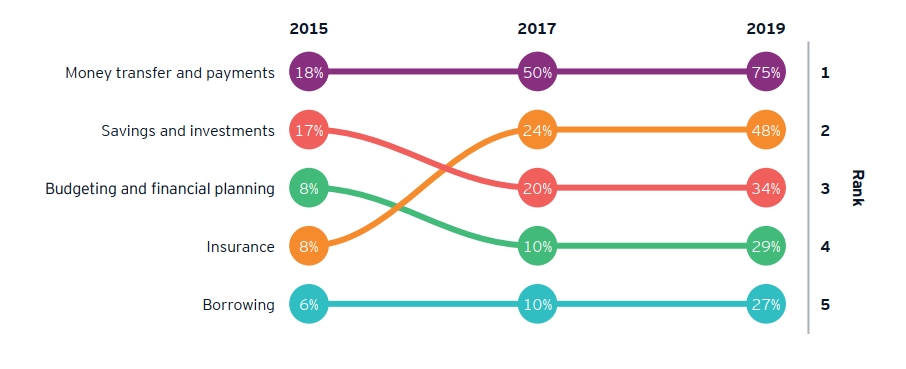 2015 2017 2019
Money transfer and payments 18% 50% 75% 1
Savings and investments 17% 24% 48% 2
Budgeting and financial planning 8% 20% 34% 3
Insurance 8% 10% 29% 4
Borrowing 6% 10% 27% 5
Rank